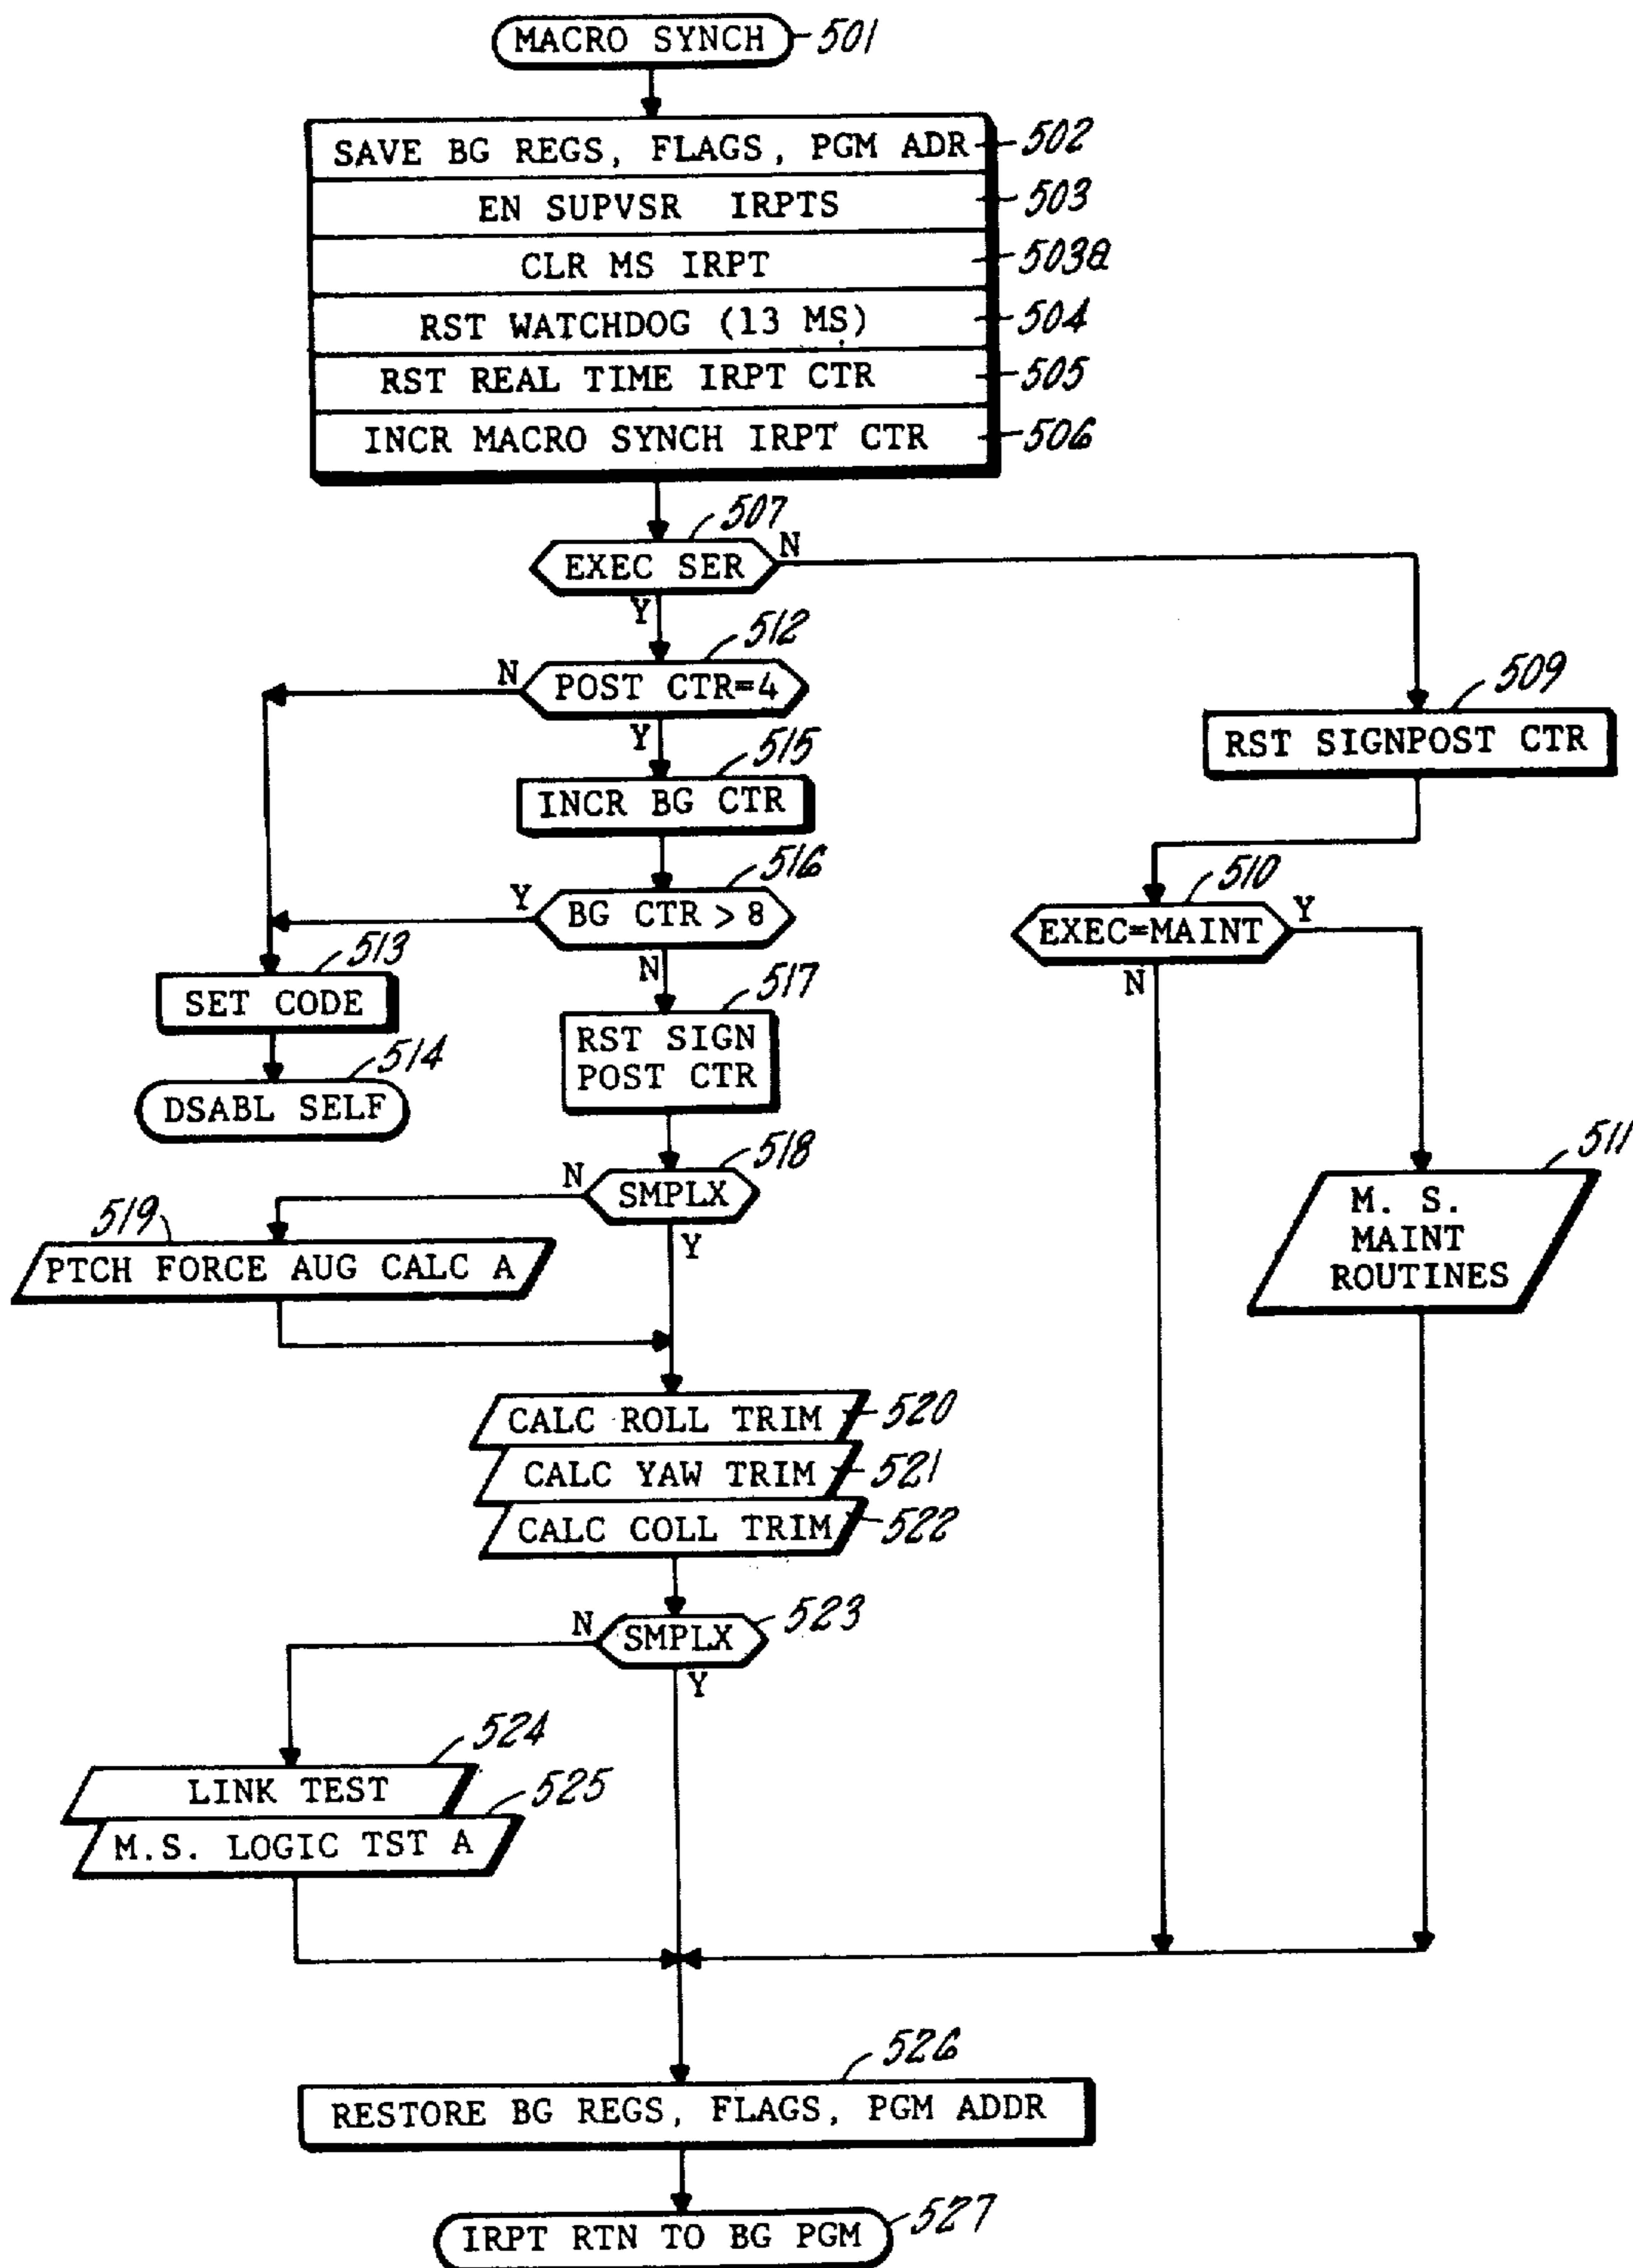 MACRO SYNCH 501
SAVE BG REGS, FLAGS, PGM ADR 502
EN SUPVSR IRPTS 503
CLR MS IRPT 503a
RST WATCHDOG (13 MS) 504
RST REAL TIME IRPT CTR 505
INCR MACRO SYNCH IRPT CTR 506
507
EXEC SER N
Y
512
N POST CTR=4
Y
509
RST SIGNPOST CTR
515
INCR BG CTR
516
Y BG CTR > 8
N
510
EXEC=MAINT Y
N
513
SET CODE
514
DSABL SELF
517
RST SIGN
POST CTR
518
N SMPLX
Y
511
M. S.
MAINT
ROUTINES
519
PTCH FORCE AUG CALC A
CALC ROLL TRIM 520
CALC YAW TRIM 521
CALC COLL TRIM 522
523
N SMPLX
Y
524
LINK TEST
525
M.S. LOGIC TST A
526
RESTORE BG REGS, FLAGS, PGM ADDR
IRPT RTN TO BG PGM 527